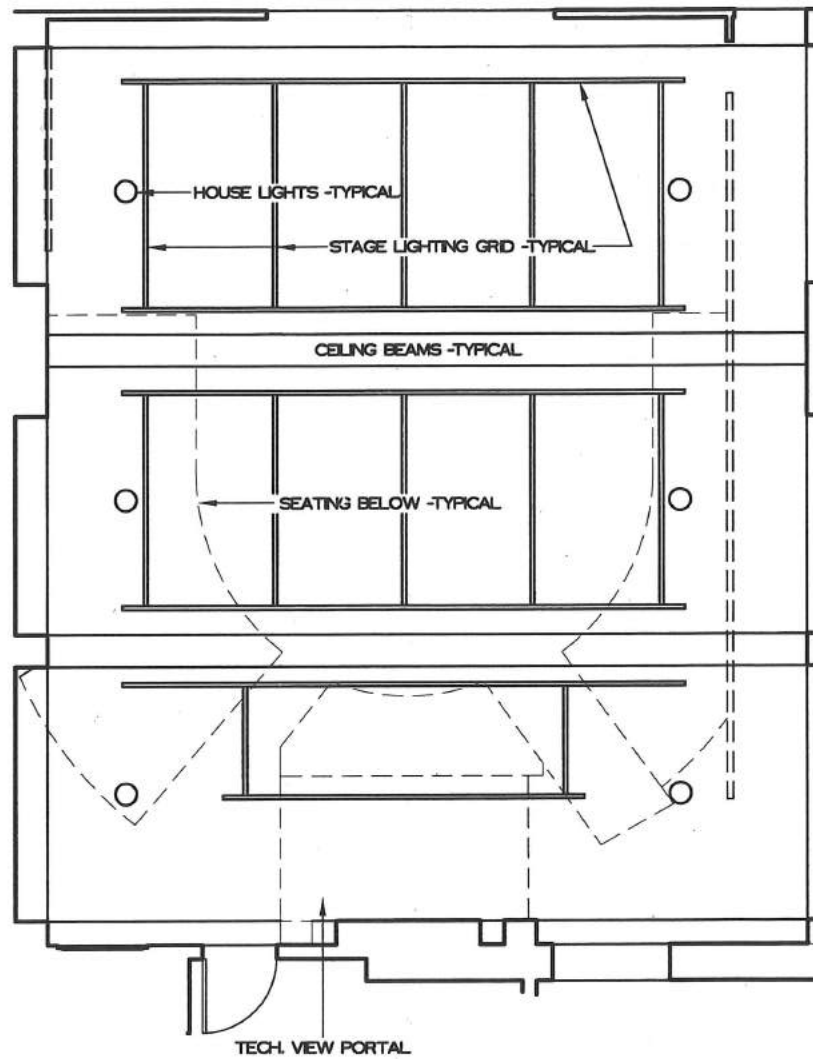 HOUSE LIGHTS -TYPICAL
STAGE LIGHTING GRID -TYPICAL
CEILING BEAMS -TYPICAL
SEATING BELOW -TYPICAL
TECH. VIEW PORTAL